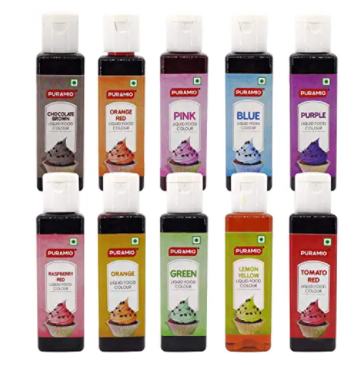 PURAMIO
CHOCOLATE
BROWN
LIQUID FOOD
COLOUR
PURAMIO
ORANGE
RED
LIQUID FOOD
COLOUR
PURAMIO
PINK
LIQUID FOOD
COLOUR
PURAMIO
BLUE
LIQUID FOOD
COLOUR
PURAMIO
PURPLE
LIQUID FOOD
COLOUR
PURAMIO
RASPBERRY
RED
LIQUID FOOD
COLOUR
PURAMIO
ORANGE
LIQUID FOOD
COLOUR
PURAMIO
GREEN
LIQUID FOOD
COLOUR
PURAMIO
LEMON
YELLOW
LIQUID FOOD
COLOUR
PURAMIO
TOMATO
RED
LIQUID FOOD
COLOUR